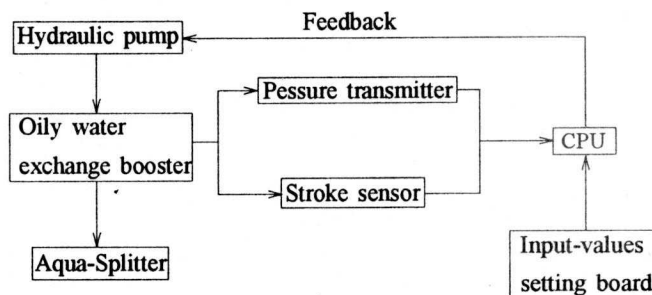 Feedback
Hydraulic pump
Pessure transmitter
Oily water
exchange booster
CPU
Stroke sensor
Input-values
setting board
Aqua-Splitter